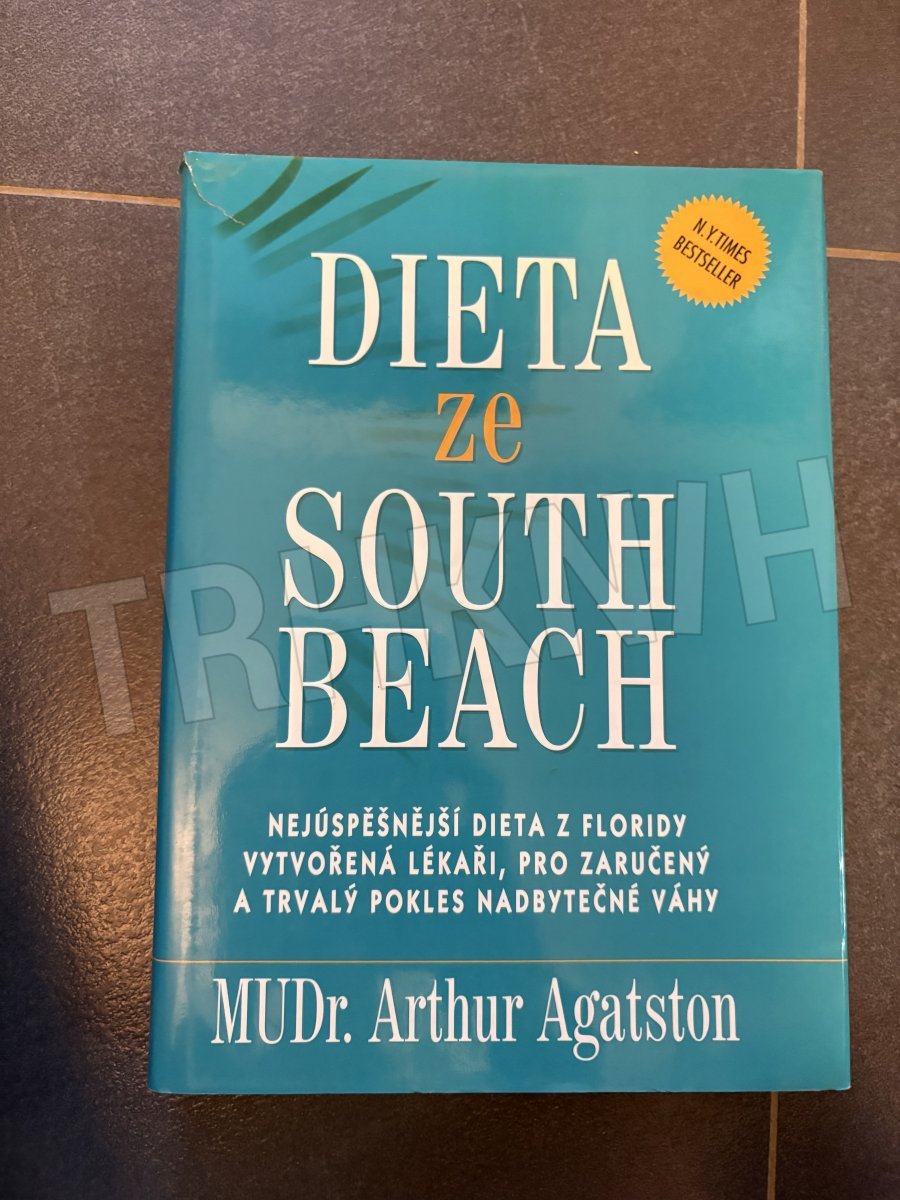 N.Y.TIMES
BESTSELLER
DIETA
ze
SOUTH
BEACH
TRHKNIH
NEJÚSPĚŠNĚJŠÍ DIETA Z FLORIDY
VYTVOŘENÁ LÉKAŘI, PRO ZARUČENÝ
A TRVALÝ POKLES NADBYTEČNÉ VÁHY
MUDr. Arthur Agatston